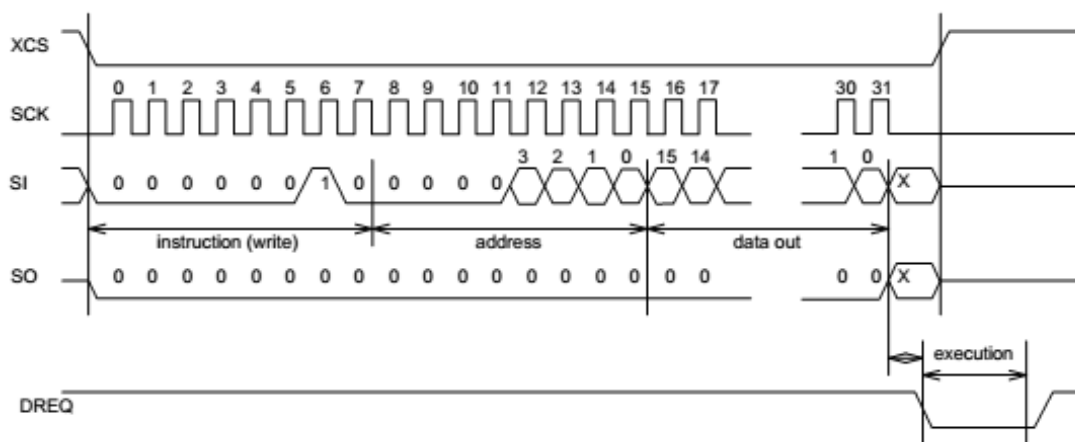 XCS
0 1 2 3 4 5 6 7 8 9 10 11 12 13 14 15 16 17 30 31
SCK
3 2 1 0 15 14 1 0
SI 0 0 0 0 0 0 1 0 0 0 0 0 X
instruction (write) address data out
SO 0 0 0 0 0 0 0 0 0 0 0 0 0 0 0 0 0 0 0 0 X
execution
DREQ